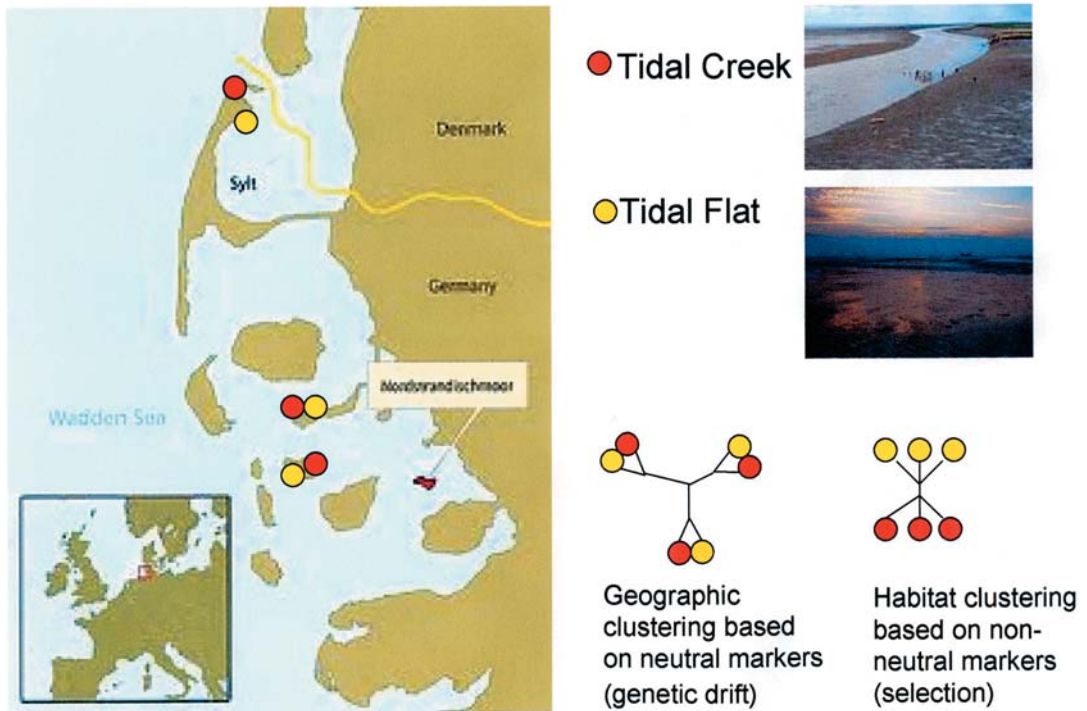 Tidal Creek
Denmark
Sylt
Tidal Flat
Germany
Nordstrandischmoor
Wadden Sea
Geographic
clustering based
on neutral markers
(genetic drift)
Habitat clustering
based on non-
neutral markers
(selection)